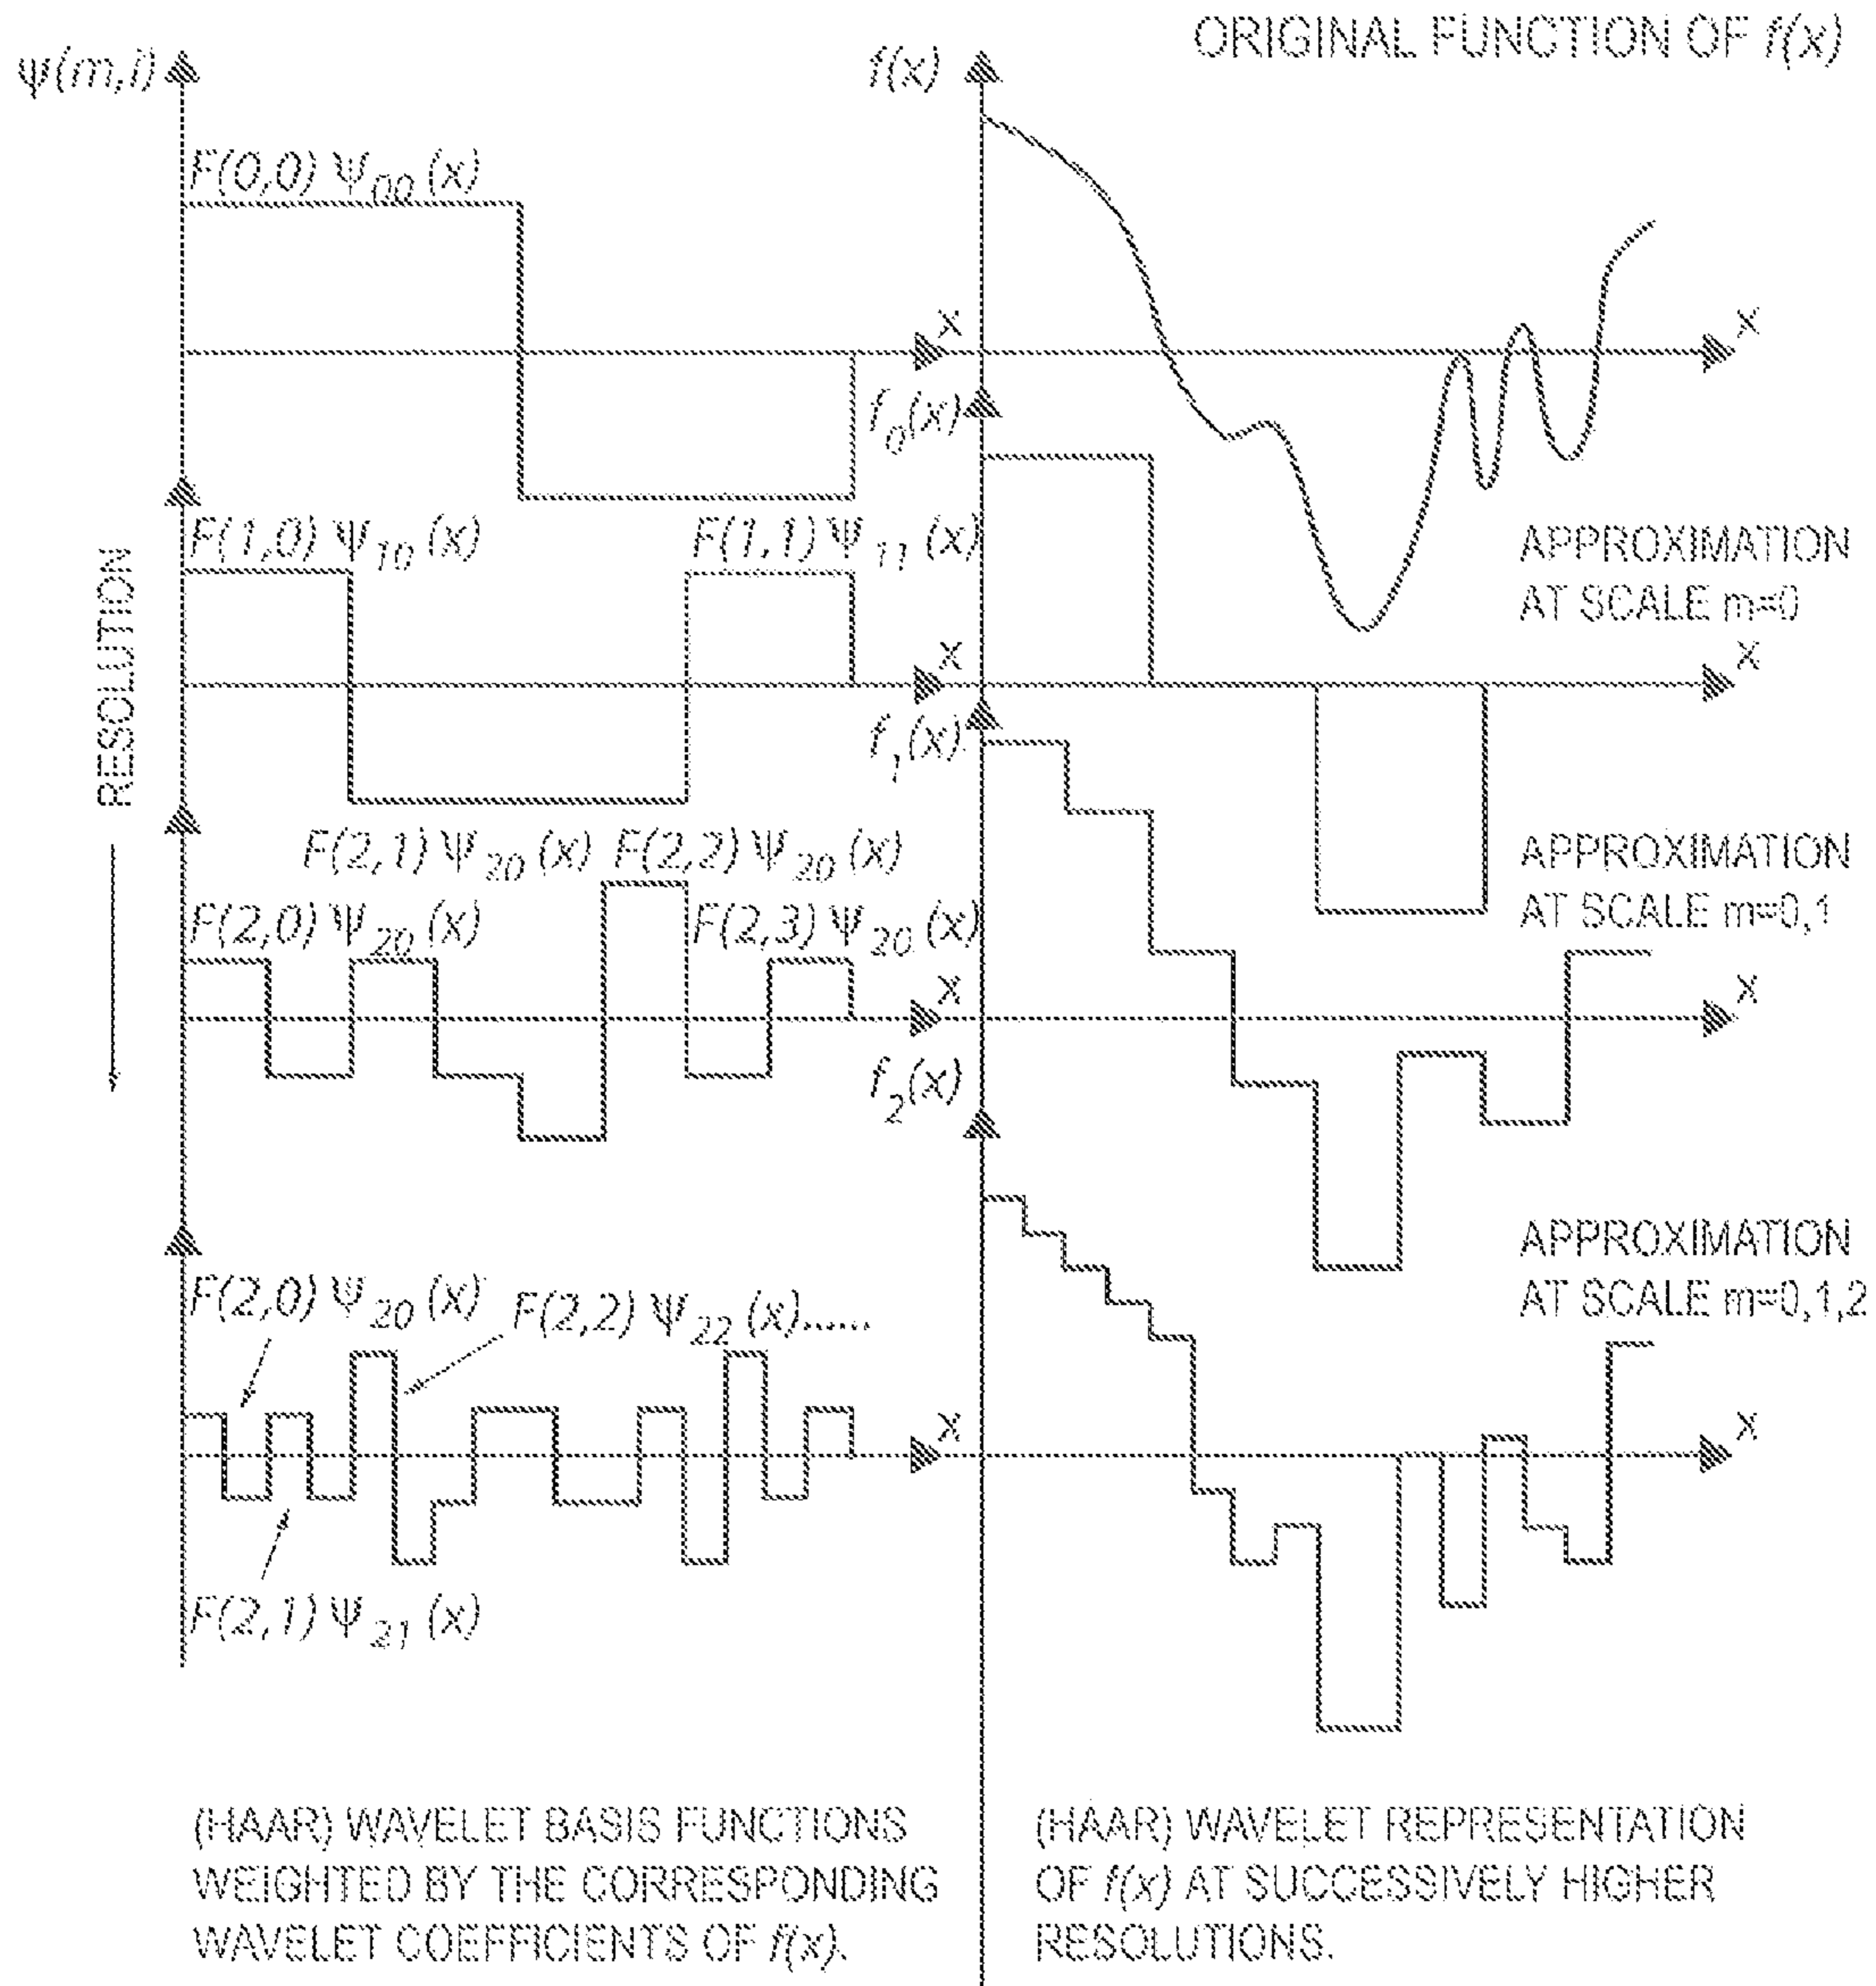 ORIGINAL FUNCTION OF f(x)
ψ(m,i)
f(x)
F(0,0) Ψ00 (x)
x
x
f0(x)
F(1,0) Ψ10 (x)
F(1,1) Ψ11 (x)
APPROXIMATION
AT SCALE m=0
RESOLUTION
x
x
f1(x)
F(2,1) Ψ20 (x)
F(2,2) Ψ20 (x)
APPROXIMATION
AT SCALE m=0,1
F(2,0) Ψ20 (x)
F(2,3) Ψ20 (x)
x
x
f2(x)
APPROXIMATION
AT SCALE m=0,1,2
F(2,0) Ψ20 (x)
F(2,2) Ψ22 (x).....
x
x
F(2,1) Ψ21 (x)
(HAAR) WAVELET BASIS FUNCTIONS
WEIGHTED BY THE CORRESPONDING
WAVELET COEFFICIENTS OF f(x).
(HAAR) WAVELET REPRESENTATION
OF f(x) AT SUCCESSIVELY HIGHER
RESOLUTIONS.